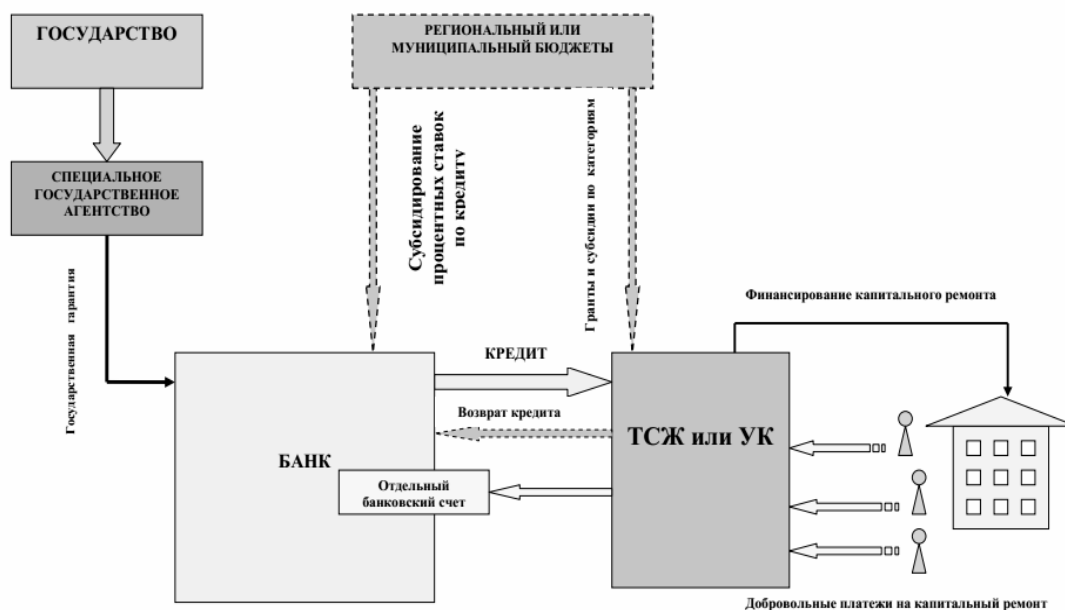 ГОСУДАРСТВО
РЕГИОНАЛЬНЫЙ ИЛИ
МУНИЦИПАЛЬНЫЙ БЮДЖЕТЫ
СПЕЦИАЛЬНОЕ
ГОСУДАРСТВЕННОЕ
АГЕНТСТВО
Государственная гарантия
Субсидирование
процентных ставок
по кредиту
Гранты и субсидии по категориям
Финансирование капитального ремонта
КРЕДИТ
Возврат кредита
БАНК
Отдельный
банковский счет
ТСЖ или УК
Добровольные платежи на капитальный ремонт